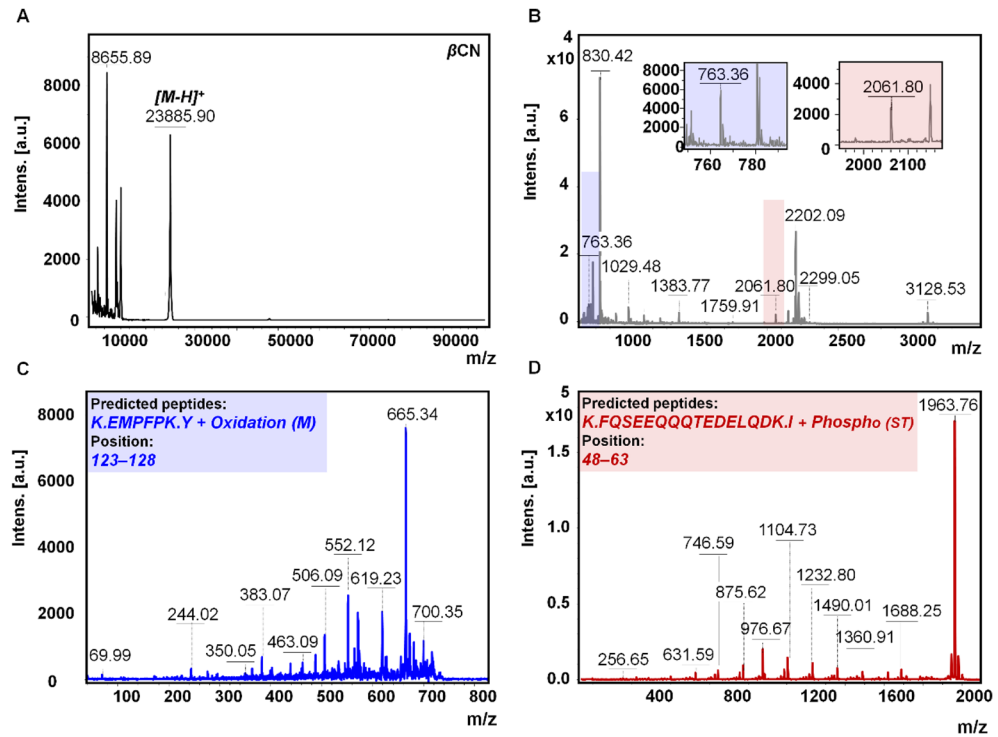 A
βCN
8655.89
[M-H]⁺
23885.90
Intens. [a.u.]
8000
6000
4000
2000
0
10000 30000 50000 70000 90000
m/z
B
4
x10
830.42
Intens. [a.u.]
6
4
2
0
8000
6000
4000
2000
0
763.36
760 780
4000
2000
0
2061.80
2000 2100
763.36
1029.48
1383.77
1759.91
2061.80
2202.09
2299.05
3128.53
1000 1500 2000 2500 3000
m/z
C
Predicted peptides:
K.EMPFPK.Y + Oxidation (M)
Position:
123–128
Intens. [a.u.]
8000
6000
4000
2000
0
69.99
244.02
350.05
383.07
463.09
506.09
552.12
619.23
665.34
700.35
100 200 300 400 500 600 700 800
m/z
D
5
x10
Predicted peptides:
K.FQSEEQQQTEDELQDK.I + Phospho (ST)
Position:
48–63
Intens. [a.u.]
1.5
1.0
0.5
0.0
256.65
631.59
746.59
875.62
976.67
1104.73
1232.80
1490.01
1360.91
1688.25
1963.76
400 800 1200 1600 2000
m/z